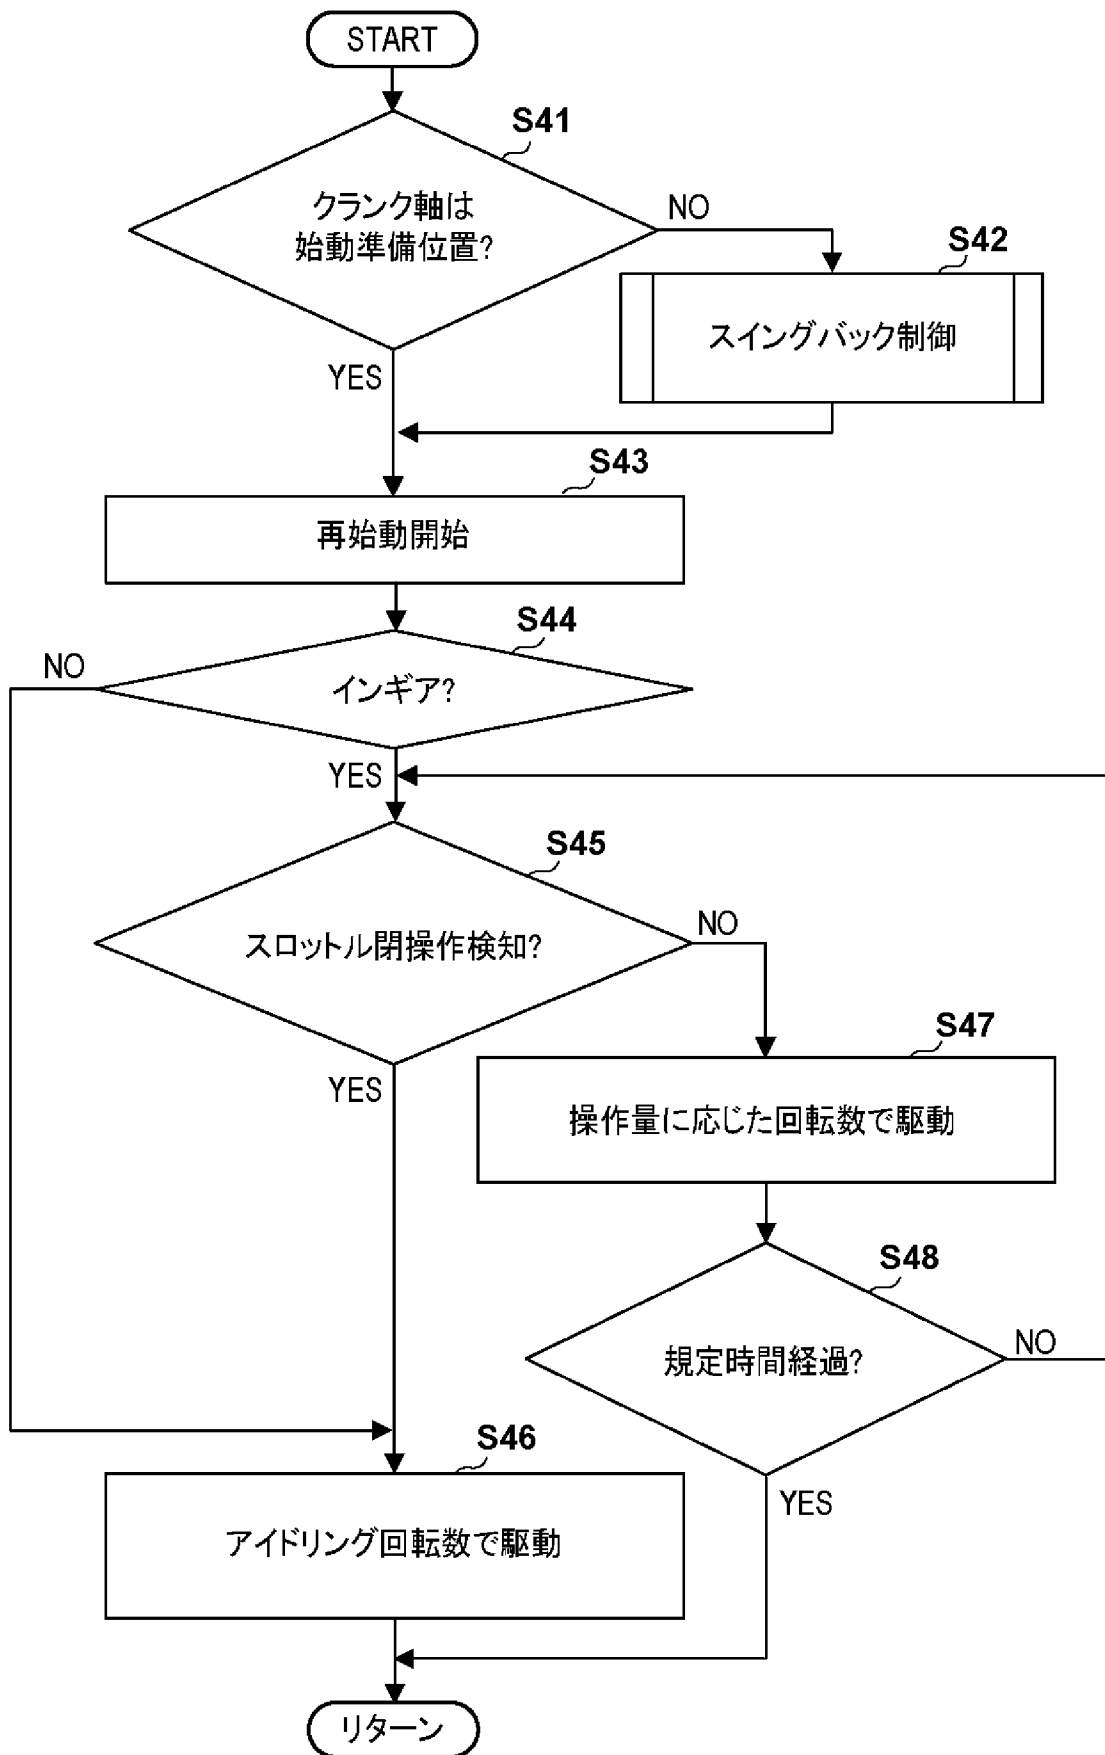 START
S41
クランク軸は
始動準備位置?
NO
S42
スイングバック制御
YES
S43
再始動開始
S44
NO
インギア?
YES
S45
スロットル閉操作検知?
NO
S47
YES
操作量に応じた回転数で駆動
S48
規定時間経過?
NO
S46
YES
アイドリング回転数で駆動
リターン